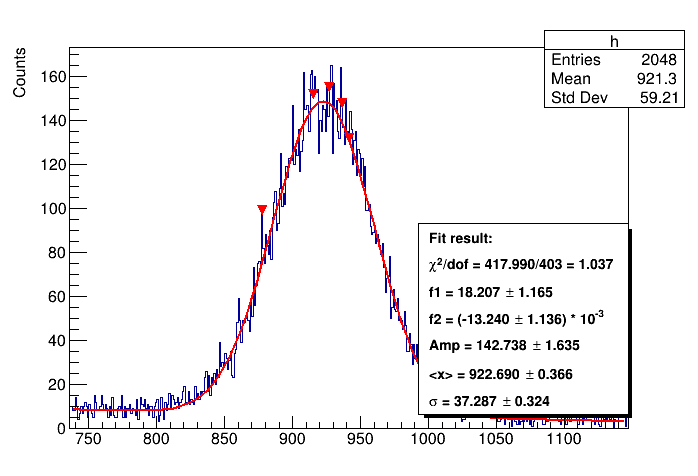 h
Entries 2048
Mean 921.3
Std Dev 59.21
Counts
160
140
120
100
80
60
40
20
0
Fit result:
χ²/dof = 417.990/403 = 1.037
f1 = 18.207 ± 1.165
f2 = (-13.240 ± 1.136) * 10⁻³
Amp = 142.738 ± 1.635
<x> = 922.690 ± 0.366
σ = 37.287 ± 0.324
750 800 850 900 950 1000 1050 1100